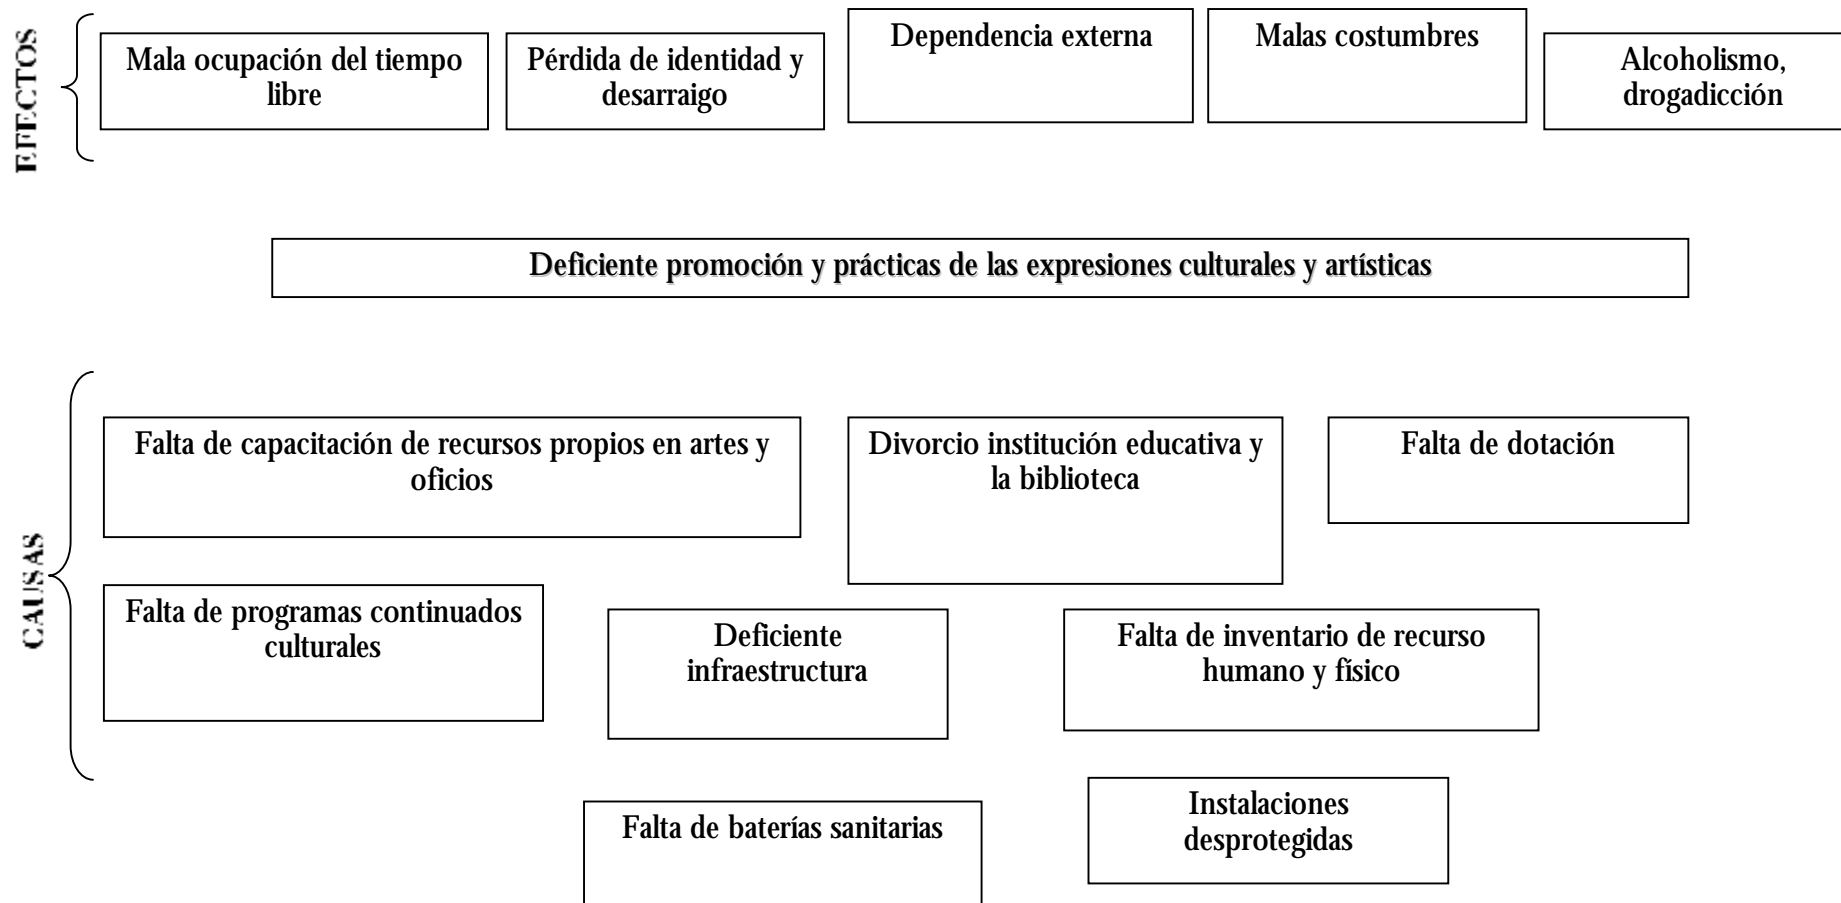 EFECTOS
Mala ocupación del tiempo
libre
Pérdida de identidad y
desarraigo
Dependencia externa
Malas costumbres
Alcoholismo,
drogadicción
Deficiente promoción y prácticas de las expresiones culturales y artísticas
CAUSAS
Falta de capacitación de recursos propios en artes y
oficios
Divorcio institución educativa y
la biblioteca
Falta de dotación
Falta de programas continuados
culturales
Deficiente
infraestructura
Falta de inventario de recurso
humano y físico
Falta de baterías sanitarias
Instalaciones
desprotegidas